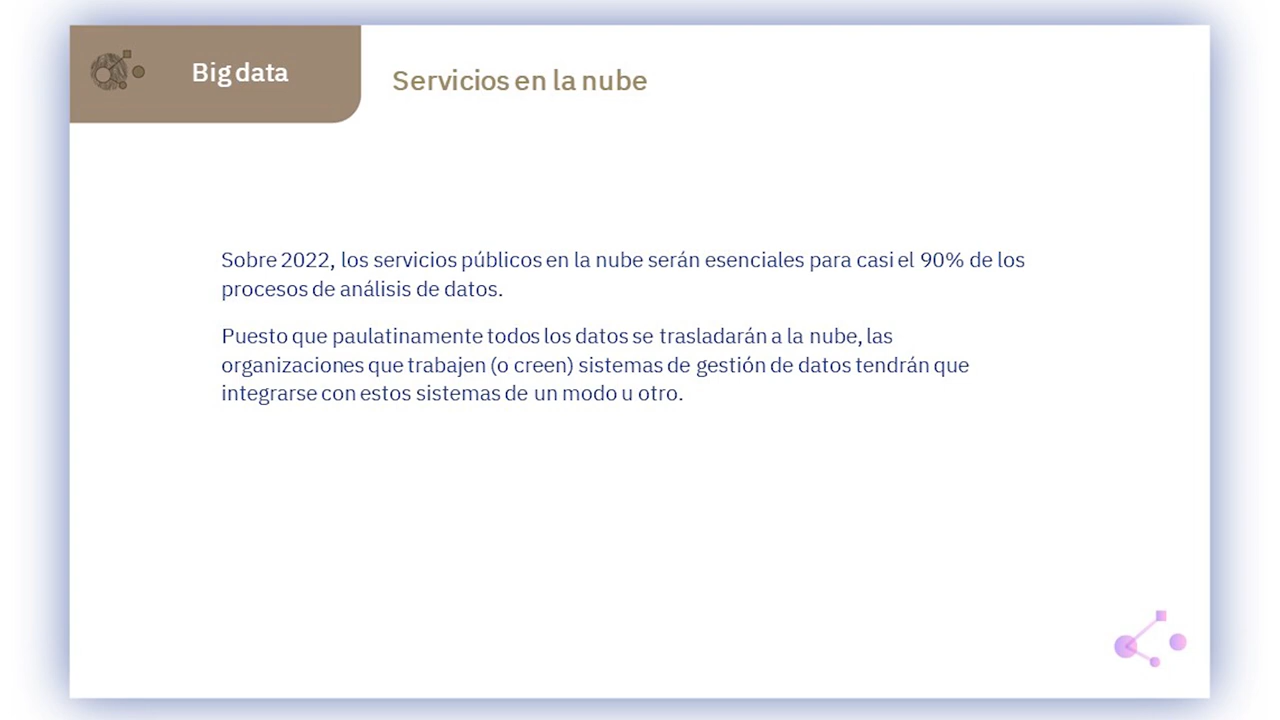 Big data
Servicios en la nube
Sobre 2022, los servicios públicos en la nube serán esenciales para casi el 90% de los
procesos de análisis de datos.
Puesto que paulatinamente todos los datos se trasladarán a la nube, las
organizaciones que trabajen (o creen) sistemas de gestión de datos tendrán que
integrarse con estos sistemas de un modo u otro.